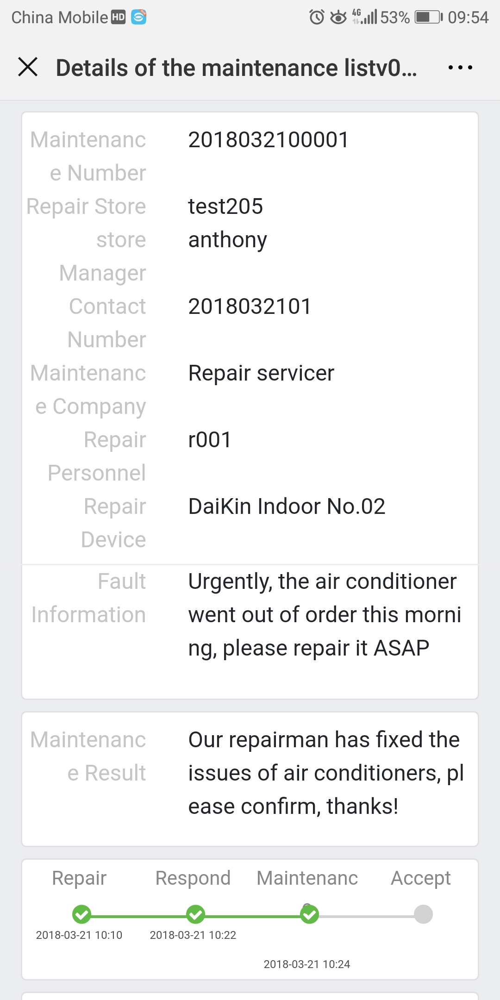 China Mobile HD
4G 53% 09:54
Details of the maintenance listv0...
Maintenanc 2018032100001
e Number
Repair Store test205
store anthony
Manager
Contact 2018032101
Number
Maintenanc Repair servicer
e Company
Repair r001
Personnel
Repair DaiKin Indoor No.02
Device
Fault Urgently, the air conditioner
Information went out of order this morni
ng, please repair it ASAP
Maintenanc Our repairman has fixed the
e Result issues of air conditioners, pl
ease confirm, thanks!
Repair Respond Maintenanc Accept
e
2018-03-21 10:10 2018-03-21 10:22
2018-03-21 10:24